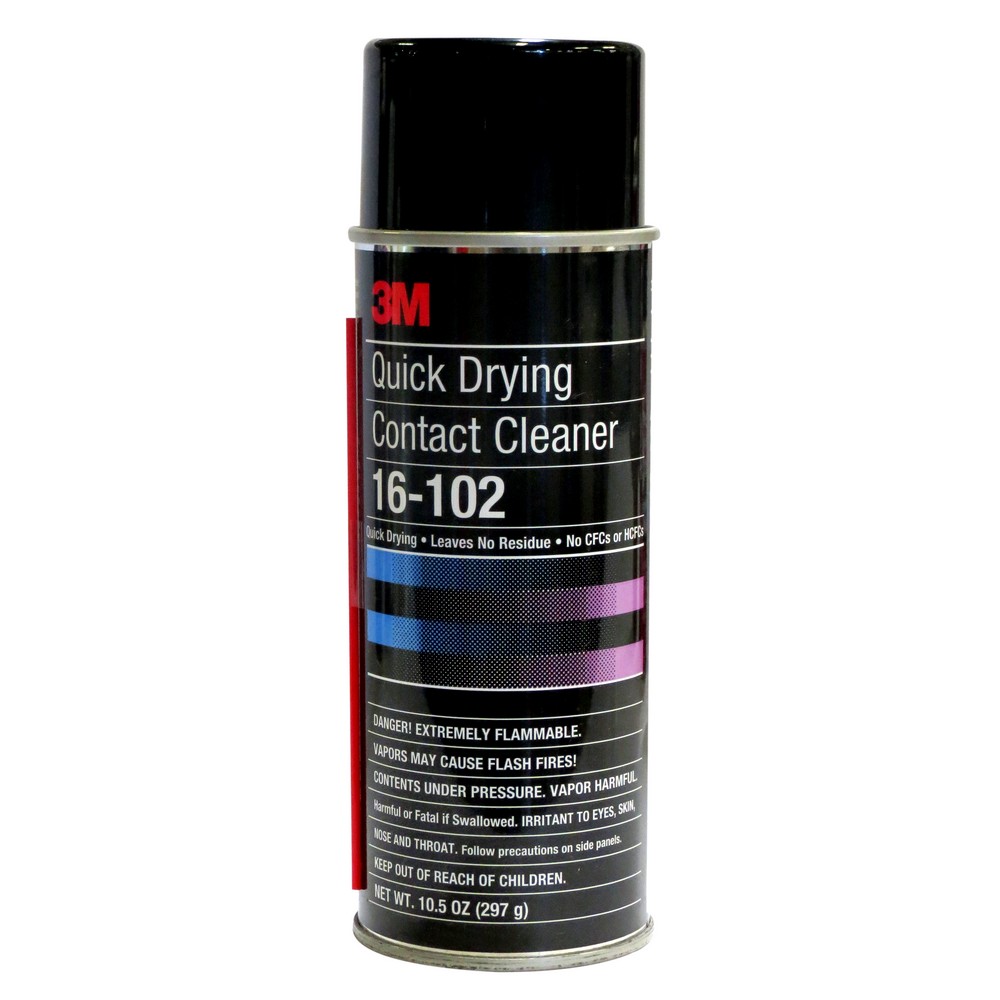 3M
Quick Drying
Contact Cleaner
16-102
Quick Drying • Leaves No Residue • No CFCs or HCFCs
DANGER! EXTREMELY FLAMMABLE.
VAPORS MAY CAUSE FLASH FIRES!
CONTENTS UNDER PRESSURE. VAPOR HARMFUL.
Harmful or Fatal if Swallowed. IRRITANT TO EYES, SKIN,
NOSE AND THROAT. Follow precautions on side panels.
KEEP OUT OF REACH OF CHILDREN.
NET WT. 10.5 OZ (297 g)